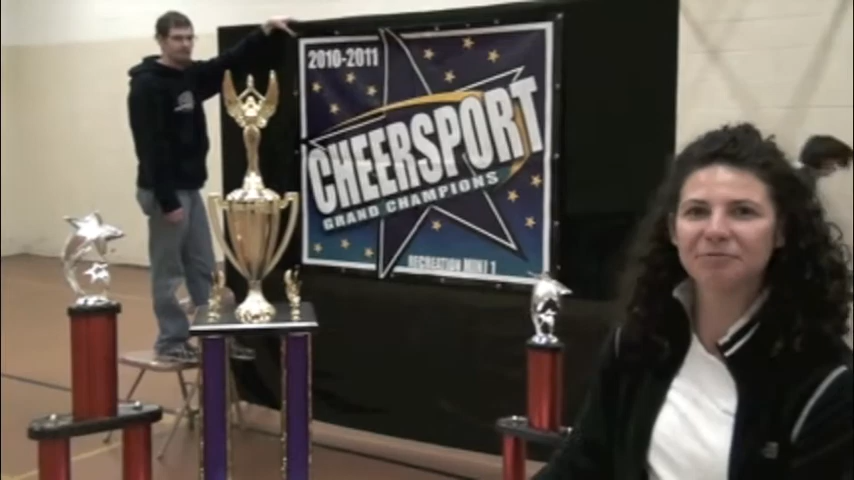 2010-2011
CHEERSPORT
GRAND CHAMPIONS
RECREATION MINI 1